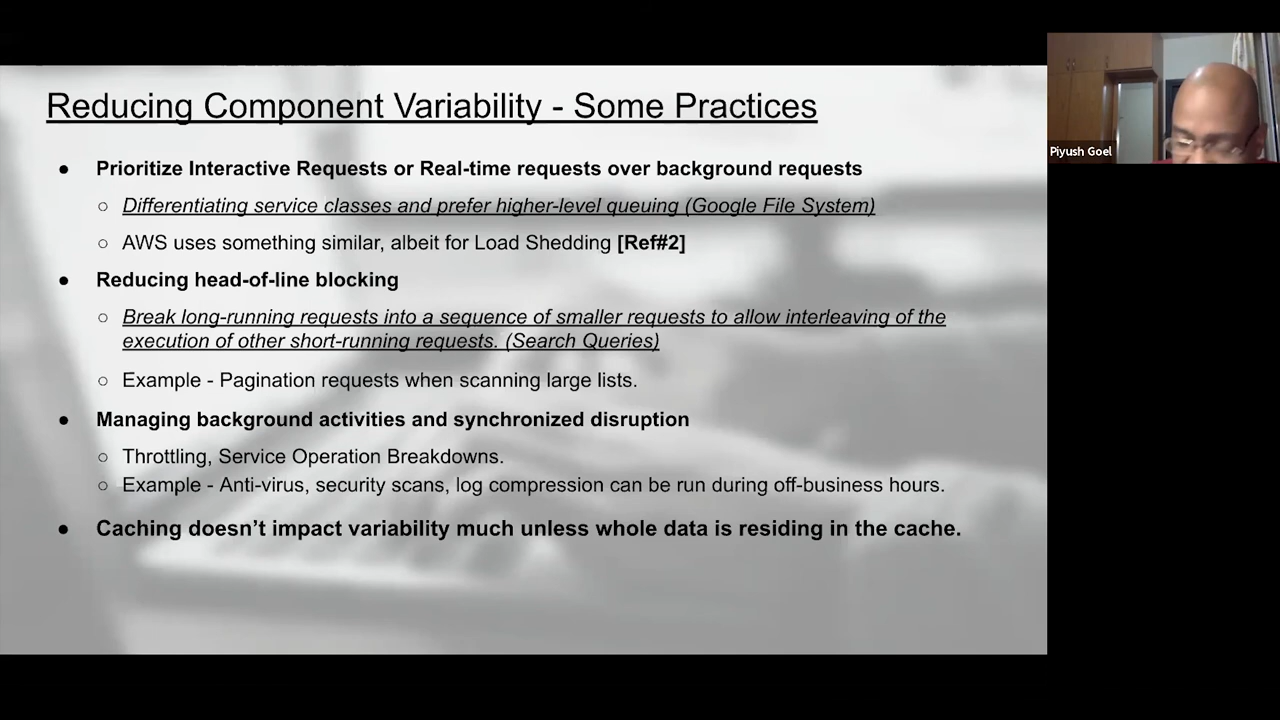 Reducing Component Variability - Some Practices
● Prioritize Interactive Requests or Real-time requests over background requests
○ Differentiating service classes and prefer higher-level queuing (Google File System)
○ AWS uses something similar, albeit for Load Shedding [Ref#2]
● Reducing head-of-line blocking
○ Break long-running requests into a sequence of smaller requests to allow interleaving of the
execution of other short-running requests. (Search Queries)
○ Example - Pagination requests when scanning large lists.
● Managing background activities and synchronized disruption
○ Throttling, Service Operation Breakdowns.
○ Example - Anti-virus, security scans, log compression can be run during off-business hours.
● Caching doesn’t impact variability much unless whole data is residing in the cache.
Piyush Goel